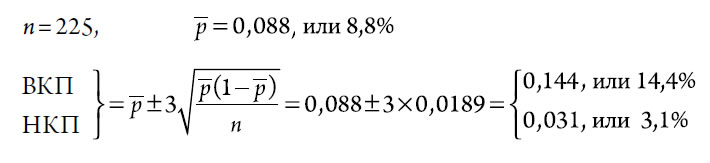 n = 225, p̅ = 0,088, или 8,8%
ВКП
НКП } = p̅ ± 3√(p̅(1−p̅)/n) = 0,088 ± 3 × 0,0189 = { 0,144, или 14,4%
0,031, или 3,1%